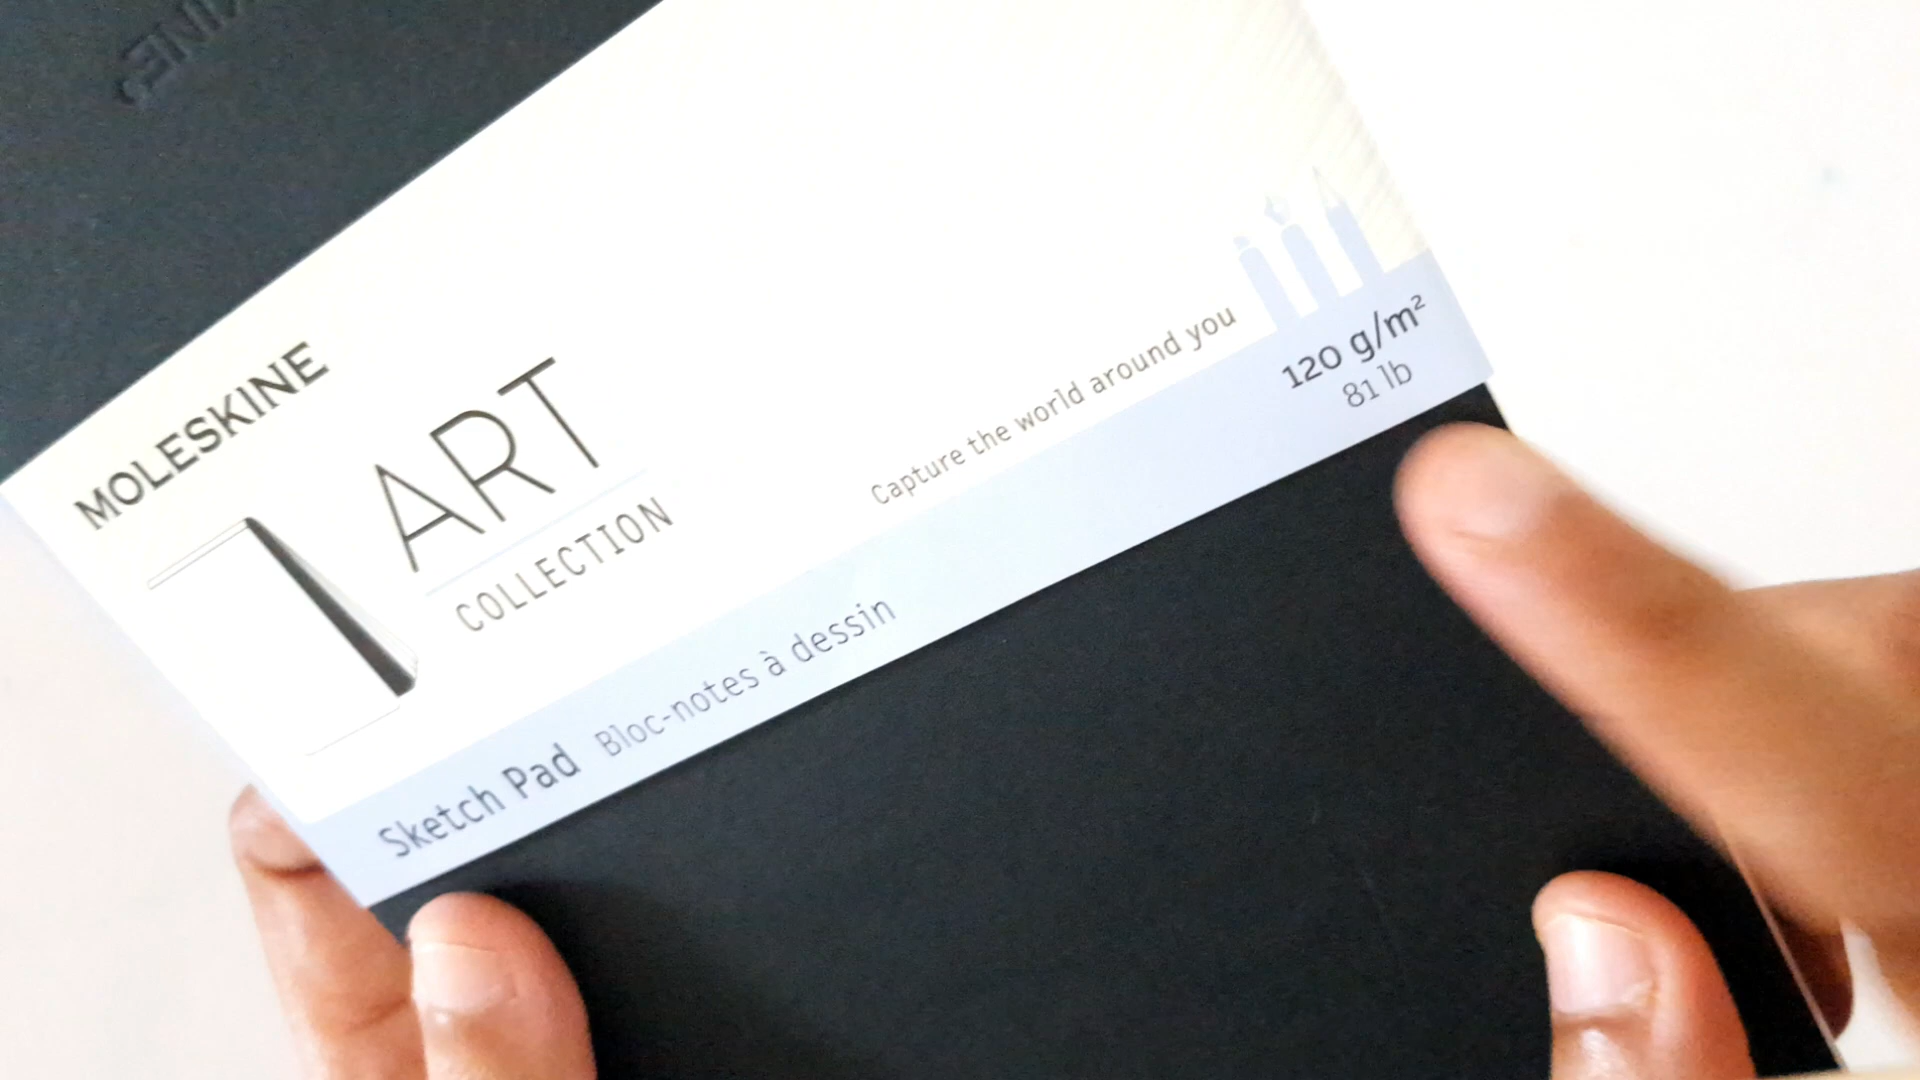 MOLESKINE
ART
COLLECTION
Capture the world around you
120 g/m²
81 lb
Sketch Pad Bloc-notes à dessin